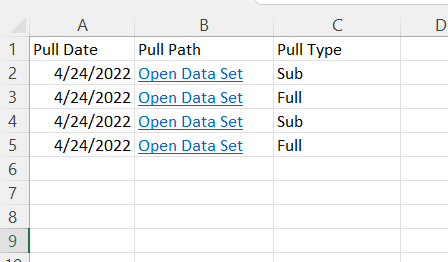 A B C D
1 Pull Date Pull Path Pull Type
2 4/24/2022 Open Data Set Sub
3 4/24/2022 Open Data Set Full
4 4/24/2022 Open Data Set Sub
5 4/24/2022 Open Data Set Full
6
7
8
9
10